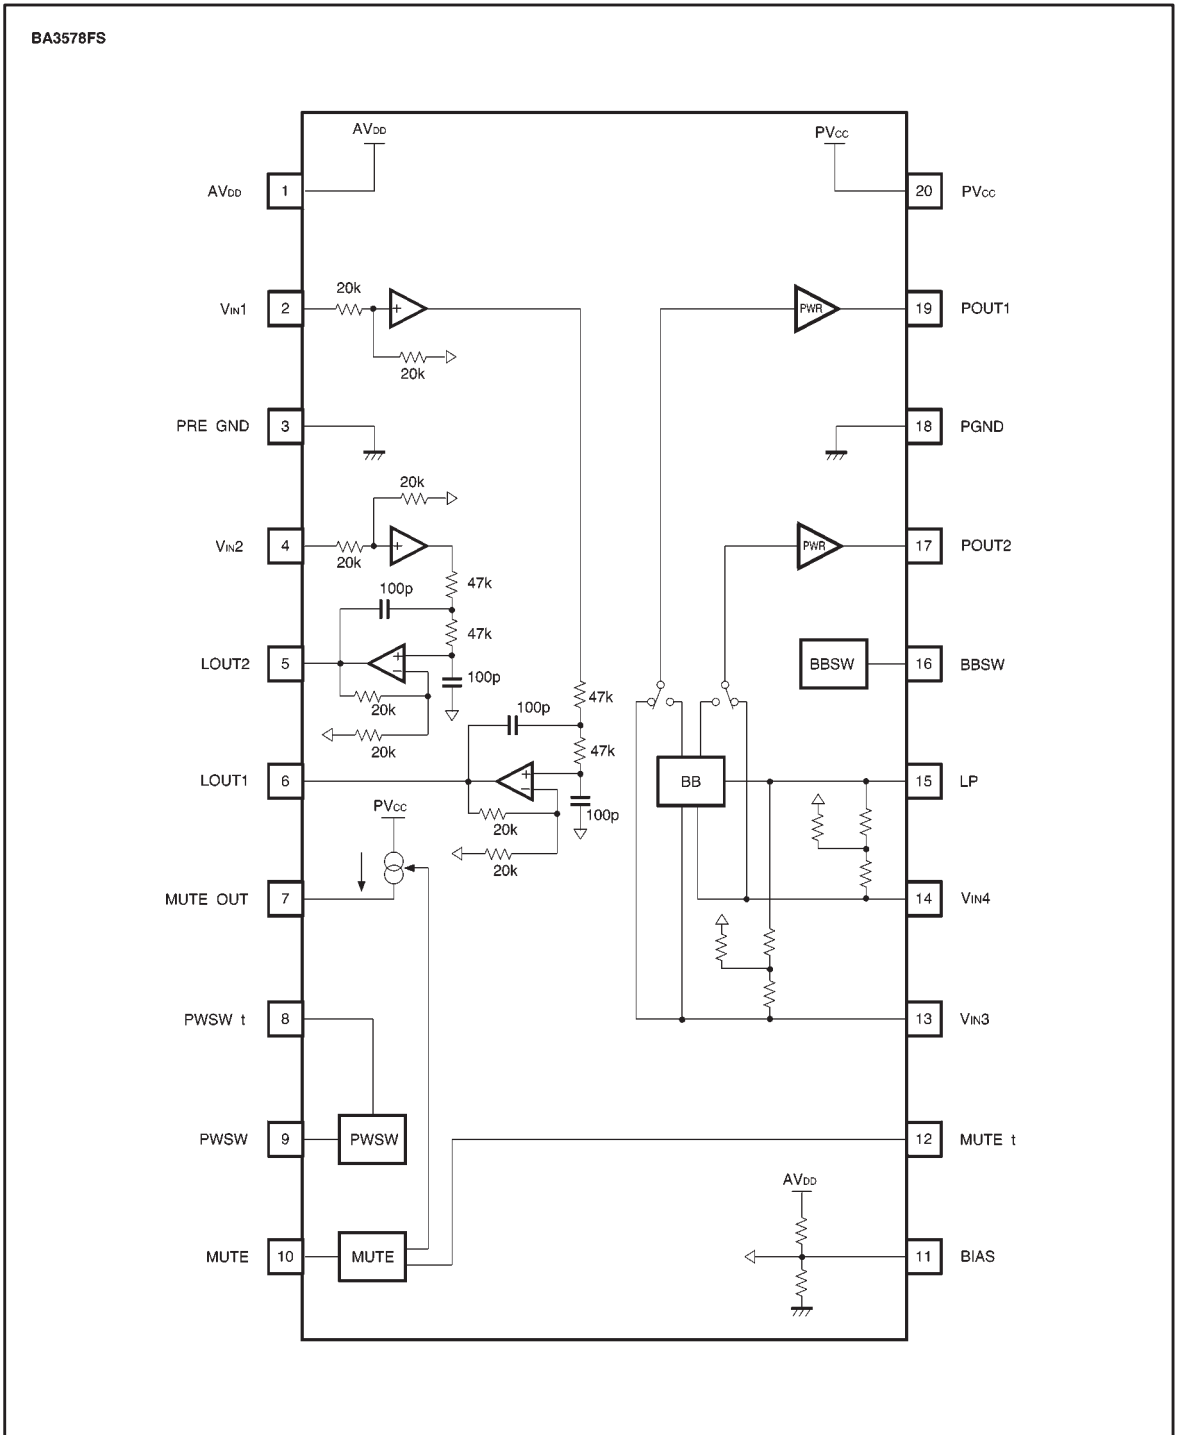 BA3578FS
AVDD
PVCC
AVDD 1
20 PVCC
20k
VIN1 2
+
PWR
19 POUT1
20k
PRE GND 3
18 PGND
20k
VIN2 4
+
PWR
17 POUT2
20k
100p
47k
47k
LOUT2 5
+
−
BBSW
16 BBSW
100p
20k
47k
100p
20k
47k
LOUT1 6
+
−
BB
15 LP
PVCC
100p
20k
20k
MUTE OUT 7
14 VIN4
PWSW t 8
13 VIN3
PWSW 9
PWSW
12 MUTE t
AVDD
MUTE 10
MUTE
11 BIAS